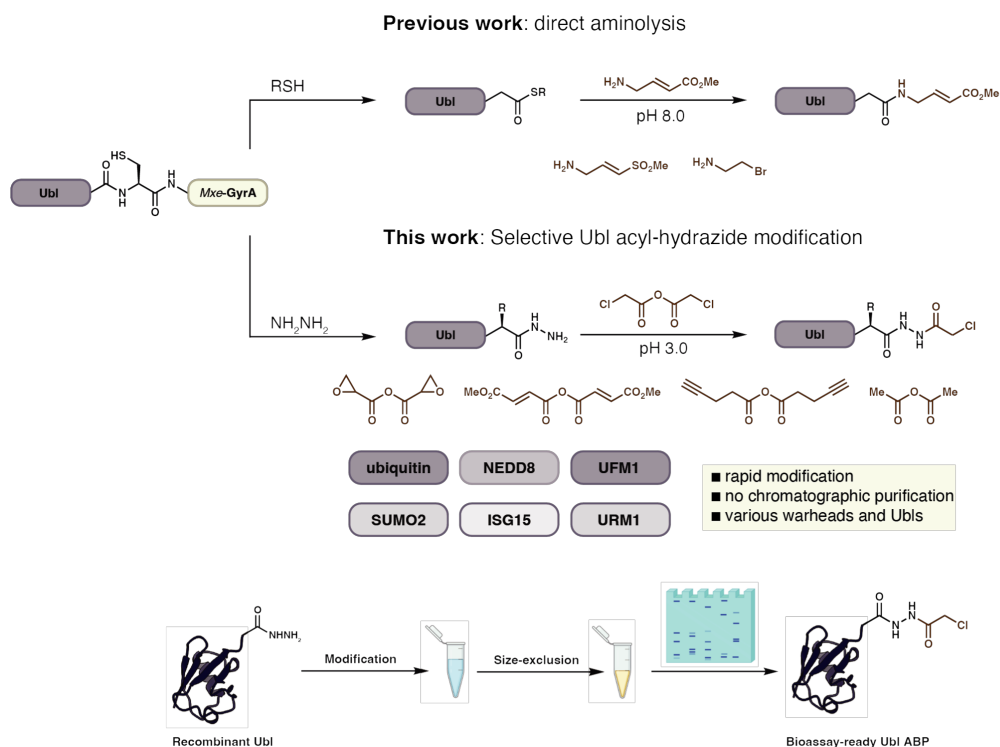 Previous work: direct aminolysis
RSH
Ubl
SR
O
H₂N
CO₂Me
pH 8.0
Ubl
H
N
O
CO₂Me
H₂N
SO₂Me
H₂N
Br
Ubl
O
HS
N
H
O
H
N
Mxe-GyrA
This work: Selective Ubl acyl-hydrazide modification
NH₂NH₂
Ubl
R
O
H
N
NH₂
Cl
O
O
O
Cl
pH 3.0
Ubl
R
O
H
N
N
H
O
Cl
O
O
O
O
O
MeO₂C
O
O
O
CO₂Me
O
O
O
Me
O
Me
O
O
ubiquitin
NEDD8
UFM1
SUMO2
ISG15
URM1
■ rapid modification
■ no chromatographic purification
■ various warheads and Ubls
O
NHNH₂
Modification
Size-exclusion
O
H
N
N
H
O
Cl
Recombinant Ubl
Bioassay-ready Ubl ABP